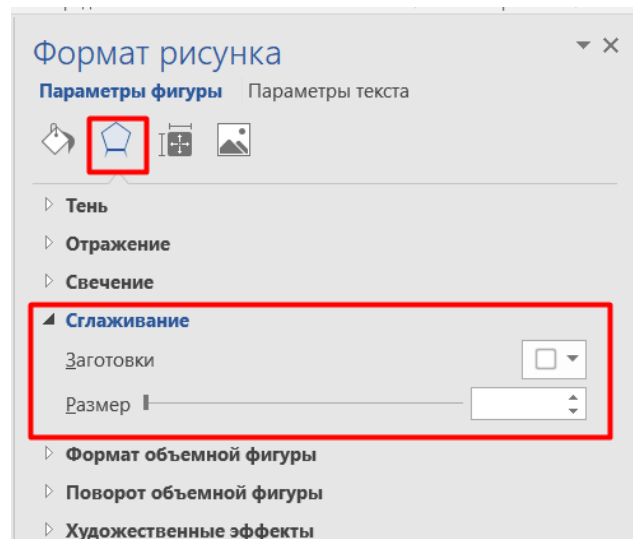 Формат рисунка
Параметры фигуры Параметры текста
Тень
Отражение
Свечение
Сглаживание
Заготовки
Размер
Формат объемной фигуры
Поворот объемной фигуры
Художественные эффекты